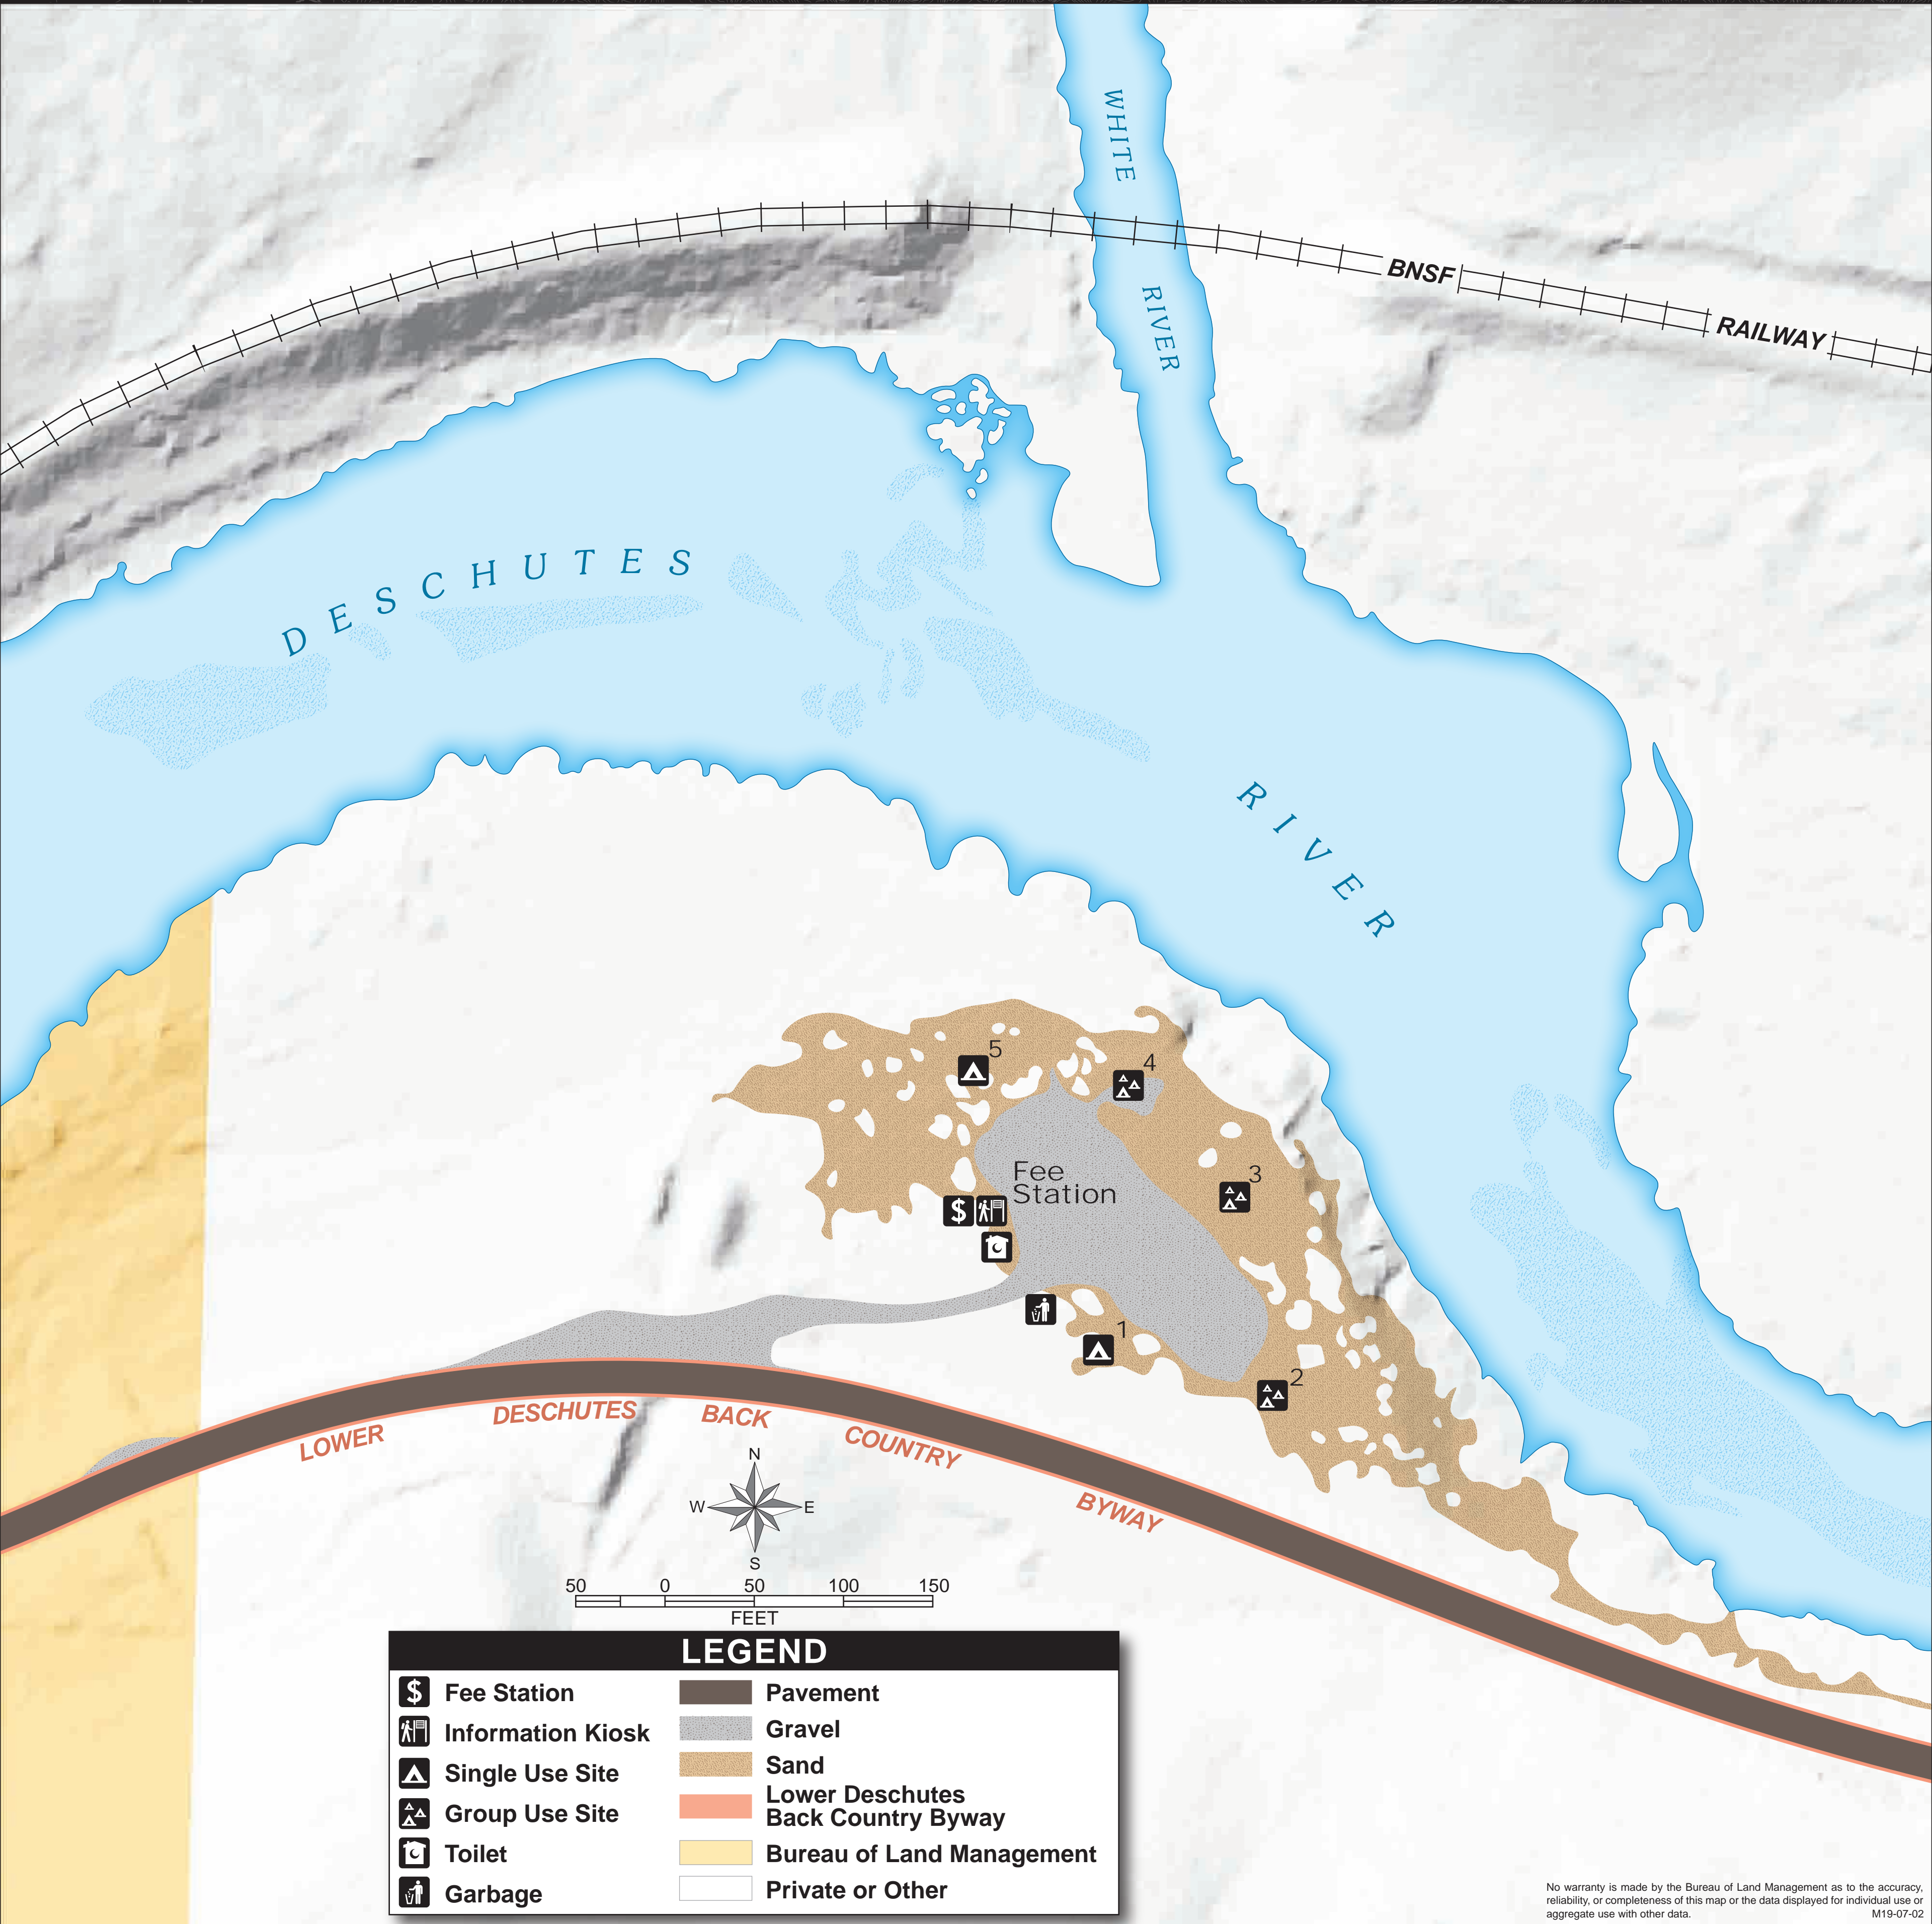 WHITE
RIVER
BNSF
RAILWAY
DESCHUTES
RIVER
5
4
Fee
Station
3
$
1
2
LOWER
DESCHUTES
BACK
COUNTRY
BYWAY
N
W E
S
50 0 50 100 150
FEET
LEGEND
$ Fee Station
Information Kiosk
Single Use Site
Group Use Site
Toilet
Garbage
Pavement
Gravel
Sand
Lower Deschutes
Back Country Byway
Bureau of Land Management
Private or Other
No warranty is made by the Bureau of Land Management as to the accuracy,
reliability, or completeness of this map or the data displayed for individual use or
aggregate use with other data. M19-07-02